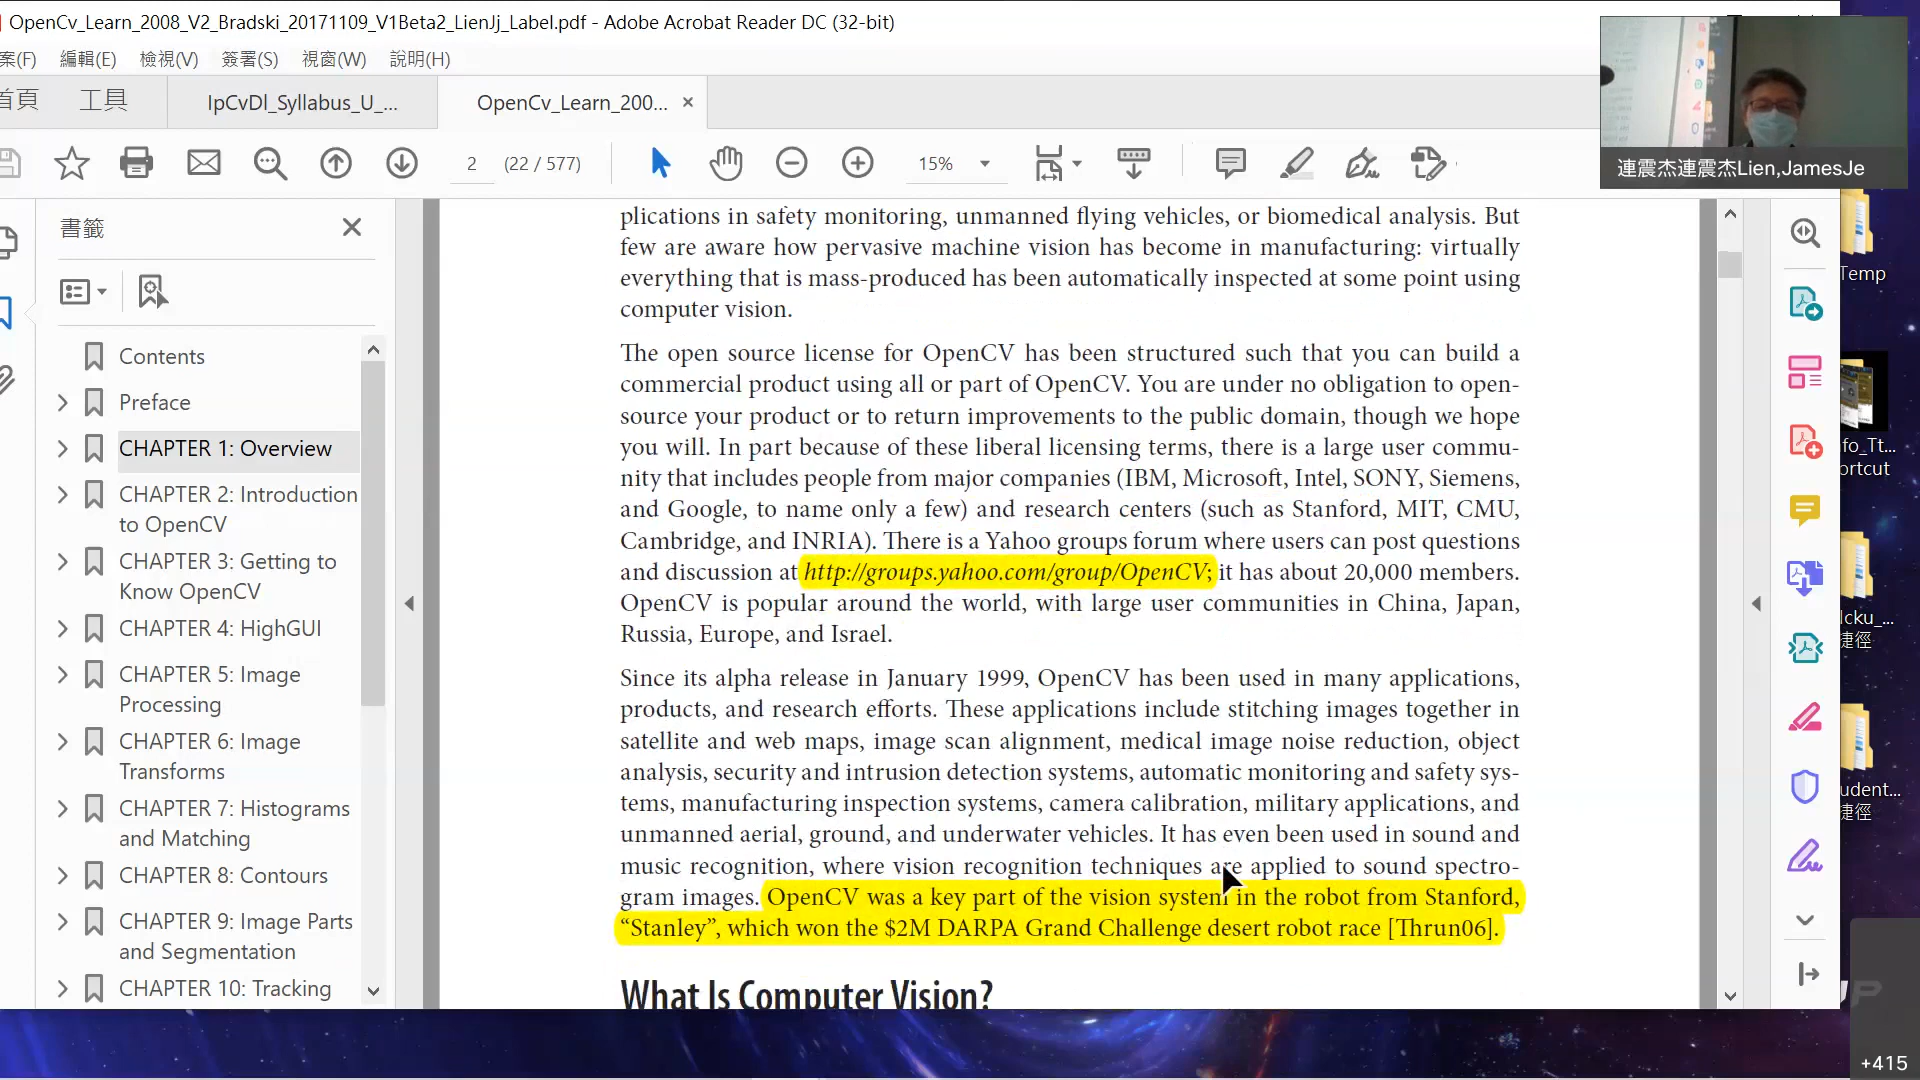 OpenCv_Learn_2008_V2_Bradski_20171109_V1Beta2_LienJj_Label.pdf - Adobe Acrobat Reader DC (32-bit)
案(F) 編輯(E) 檢視(V) 簽署(S) 視窗(W) 說明(H)
首頁 工具 IpCvDl_Syllabus_U_... OpenCv_Learn_200...
2 (22 / 577) 15%
連震杰連震杰Lien,JamesJe
書籤
Contents
Preface
CHAPTER 1: Overview
CHAPTER 2: Introduction
to OpenCV
CHAPTER 3: Getting to
Know OpenCV
CHAPTER 4: HighGUI
CHAPTER 5: Image
Processing
CHAPTER 6: Image
Transforms
CHAPTER 7: Histograms
and Matching
CHAPTER 8: Contours
CHAPTER 9: Image Parts
and Segmentation
CHAPTER 10: Tracking
plications in safety monitoring, unmanned flying vehicles, or biomedical analysis. But
few are aware how pervasive machine vision has become in manufacturing: virtually
everything that is mass-produced has been automatically inspected at some point using
computer vision.
The open source license for OpenCV has been structured such that you can build a
commercial product using all or part of OpenCV. You are under no obligation to open-
source your product or to return improvements to the public domain, though we hope
you will. In part because of these liberal licensing terms, there is a large user commu-
nity that includes people from major companies (IBM, Microsoft, Intel, SONY, Siemens,
and Google, to name only a few) and research centers (such as Stanford, MIT, CMU,
Cambridge, and INRIA). There is a Yahoo groups forum where users can post questions
and discussion at http://groups.yahoo.com/group/OpenCV; it has about 20,000 members.
OpenCV is popular around the world, with large user communities in China, Japan,
Russia, Europe, and Israel.
Since its alpha release in January 1999, OpenCV has been used in many applications,
products, and research efforts. These applications include stitching images together in
satellite and web maps, image scan alignment, medical image noise reduction, object
analysis, security and intrusion detection systems, automatic monitoring and safety sys-
tems, manufacturing inspection systems, camera calibration, military applications, and
unmanned aerial, ground, and underwater vehicles. It has even been used in sound and
music recognition, where vision recognition techniques are applied to sound spectro-
gram images. OpenCV was a key part of the vision system in the robot from Stanford,
“Stanley”, which won the $2M DARPA Grand Challenge desert robot race [Thrun06].
What Is Computer Vision?
Temp
fo_Tt...
ortcut
lcku_...
捷徑
udent...
捷徑
+415